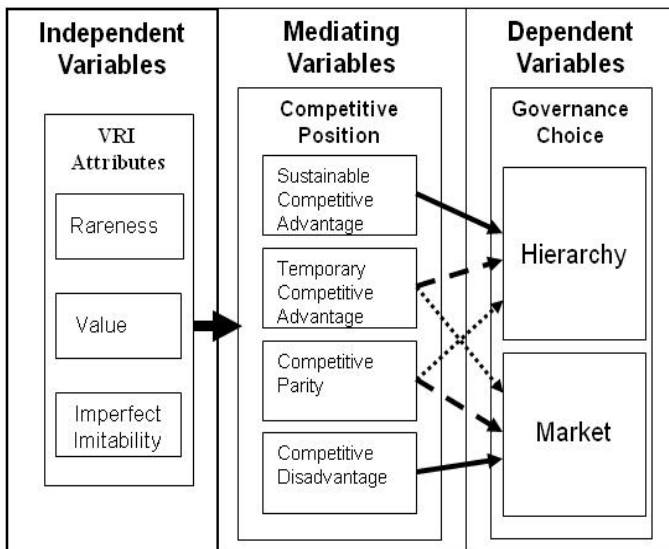 Independent
Variables
VRI
Attributes
Rareness
Value
Imperfect
Imitability
Mediating
Variables
Competitive
Position
Sustainable
Competitive
Advantage
Temporary
Competitive
Advantage
Competitive
Parity
Competitive
Disadvantage
Dependent
Variables
Governance
Choice
Hierarchy
Market